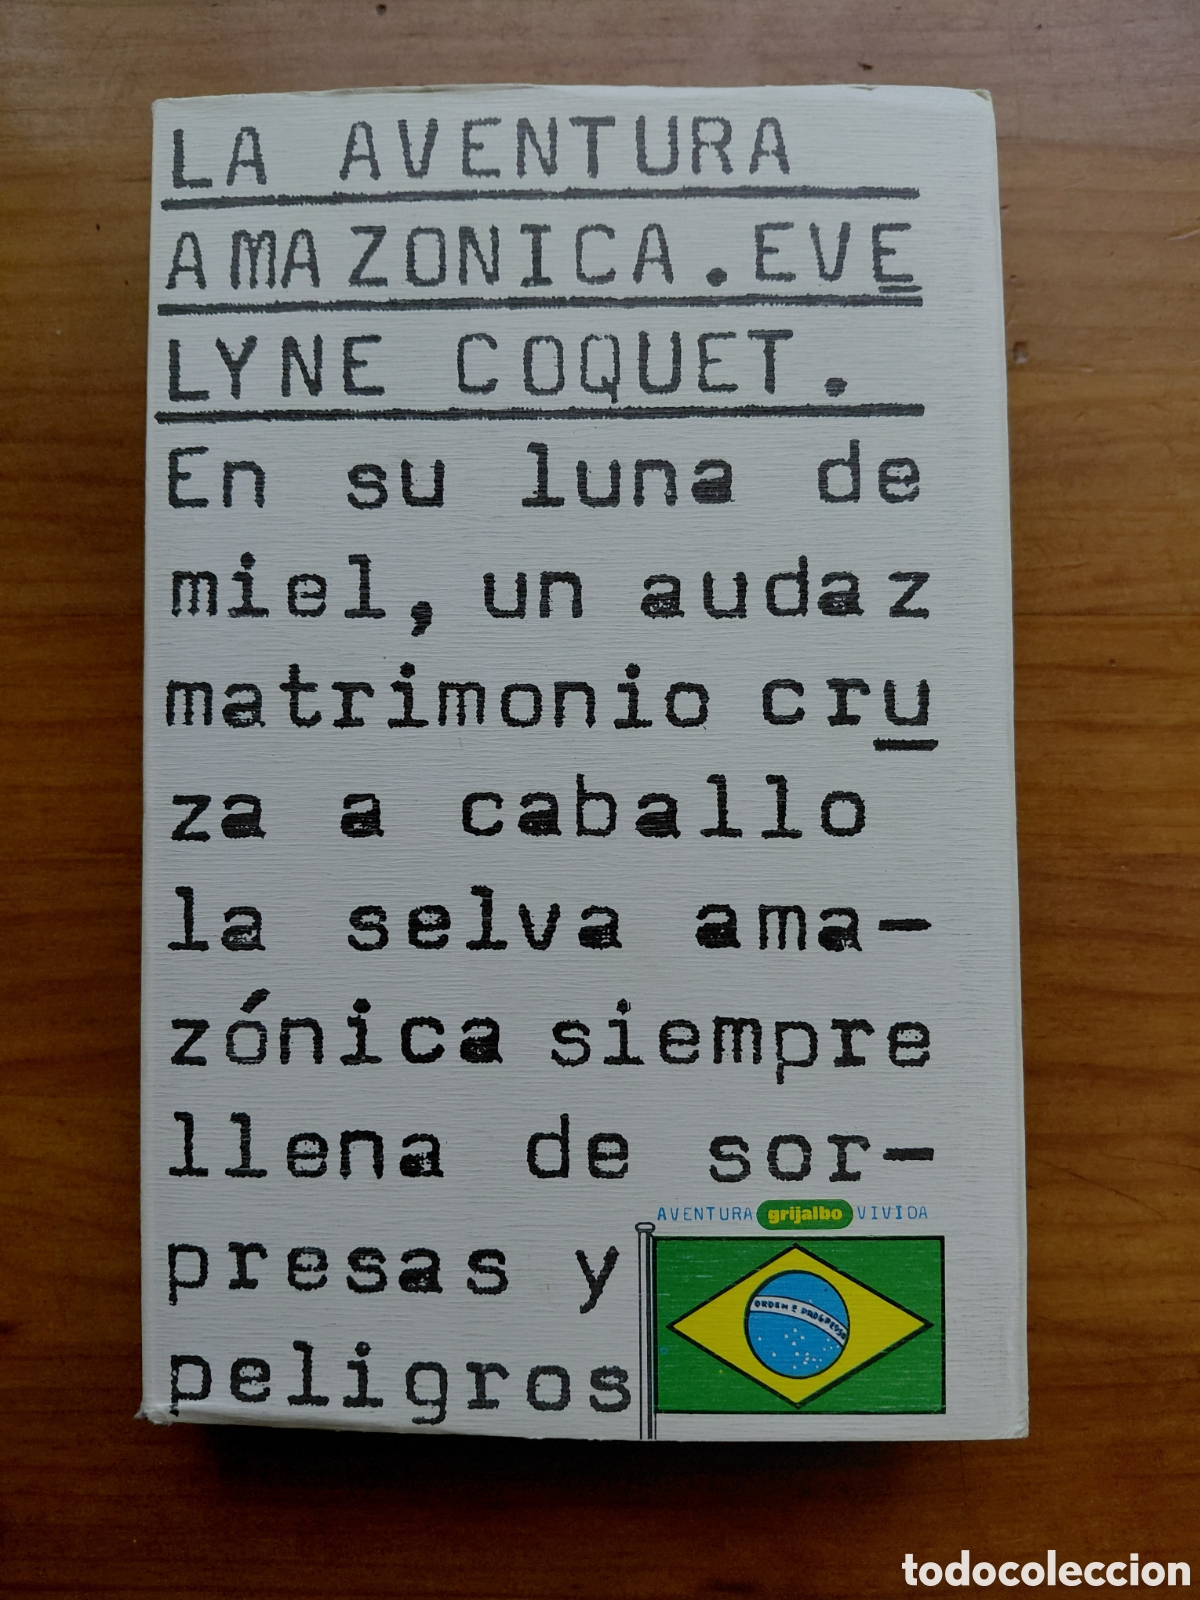 LA AVENTURA
AMAZONICA.EVE
LYNE COQUET.
En su luna de
miel, un audaz
matrimonio cru
za a caballo
la selva ama-
zónica siempre
llena de sor-
presas y
peligros
AVENTURA grijalbo VIVIDA
ORDEN E PROGRESSO
todocoleccion